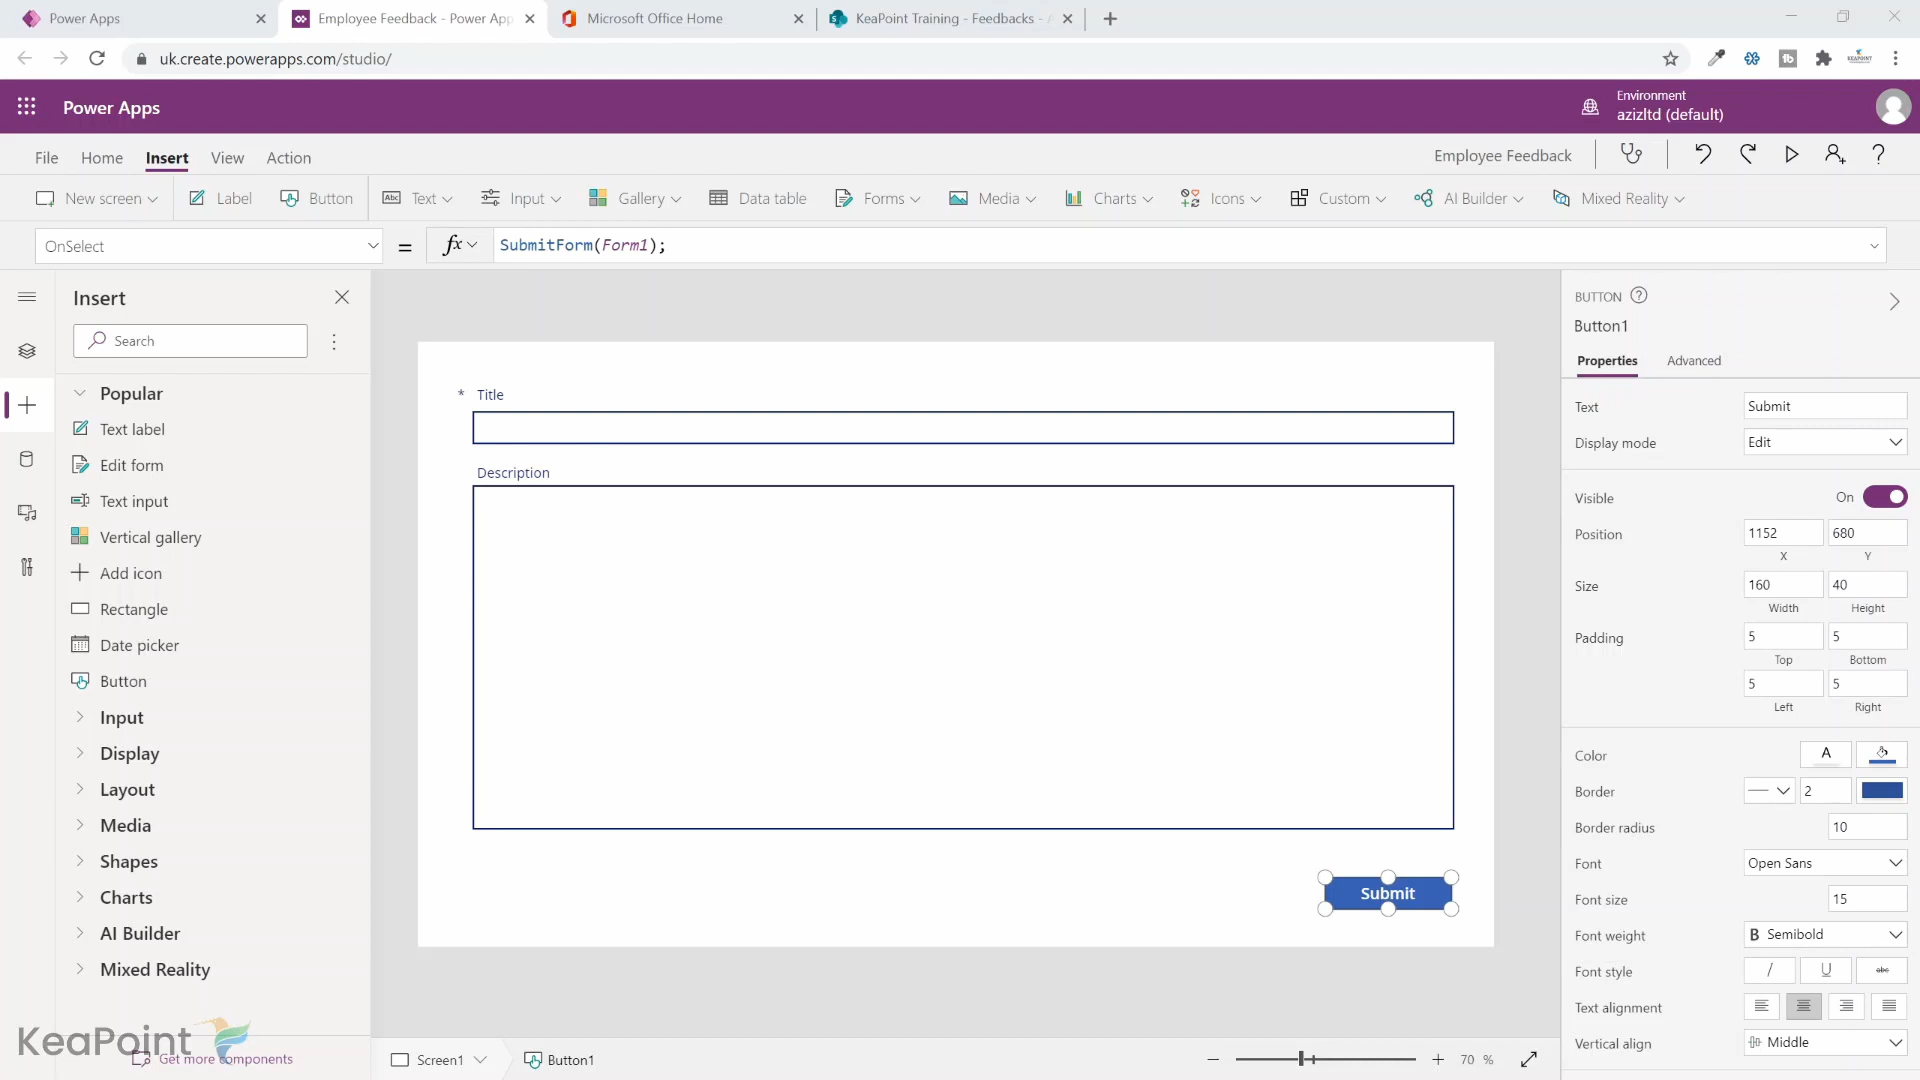 Power Apps
Employee Feedback - Power App
Microsoft Office Home
KeaPoint Training - Feedbacks - A
uk.create.powerapps.com/studio/
Power Apps
Environment
azizltd (default)
File
Home
Insert
View
Action
Employee Feedback
New screen
Label
Button
Text
Input
Gallery
Data table
Forms
Media
Charts
Icons
Custom
AI Builder
Mixed Reality
OnSelect
= fx
SubmitForm(Form1);
Insert
Search
Popular
Text label
Edit form
Text input
Vertical gallery
Add icon
Rectangle
Date picker
Button
Input
Display
Layout
Media
Shapes
Charts
AI Builder
Mixed Reality
KeaPoint
Get more components
* Title
Description
Submit
Screen1
Button1
70 %
BUTTON
Button1
Properties
Advanced
Text
Submit
Display mode
Edit
Visible
On
Position
1152
680
X
Y
Size
160
40
Width
Height
Padding
5
5
Top
Bottom
5
5
Left
Right
Color
A
Border
2
Border radius
10
Font
Open Sans
Font size
15
Font weight
B Semibold
Font style
/
U
abc
Text alignment
Vertical align
Middle